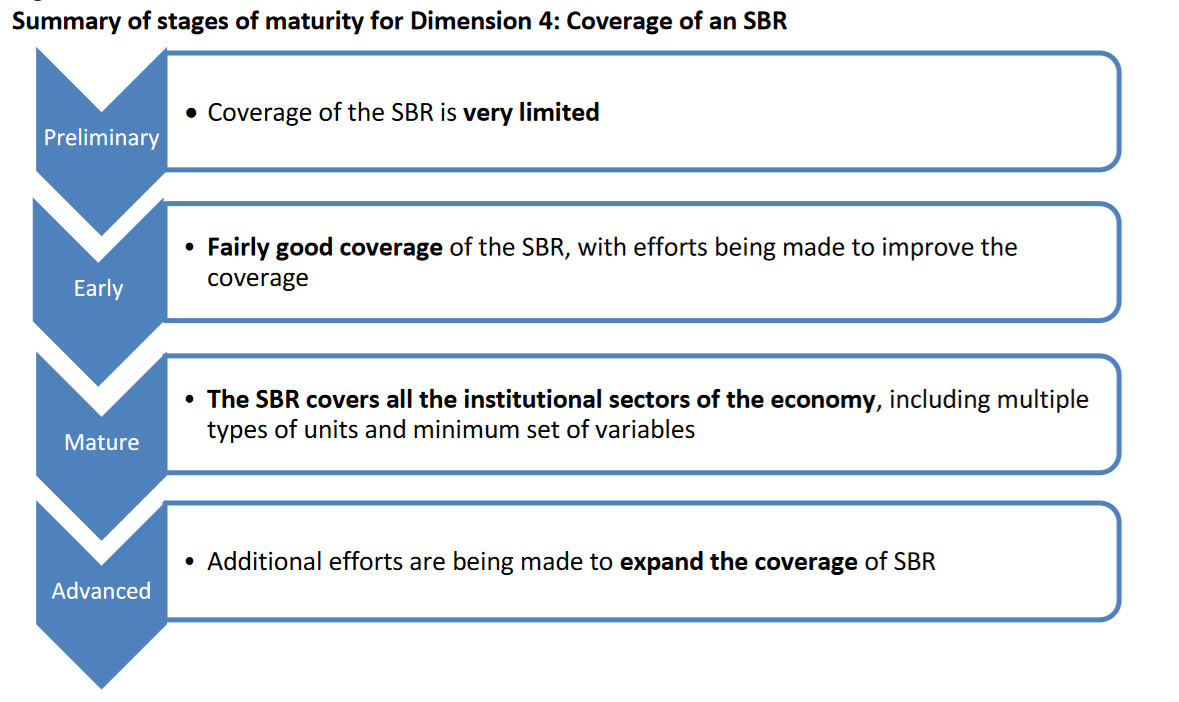 Summary of stages of maturity for Dimension 4: Coverage of an SBR
Preliminary
• Coverage of the SBR is very limited
Early
• Fairly good coverage of the SBR, with efforts being made to improve the
coverage
Mature
• The SBR covers all the institutional sectors of the economy, including multiple
types of units and minimum set of variables
Advanced
• Additional efforts are being made to expand the coverage of SBR